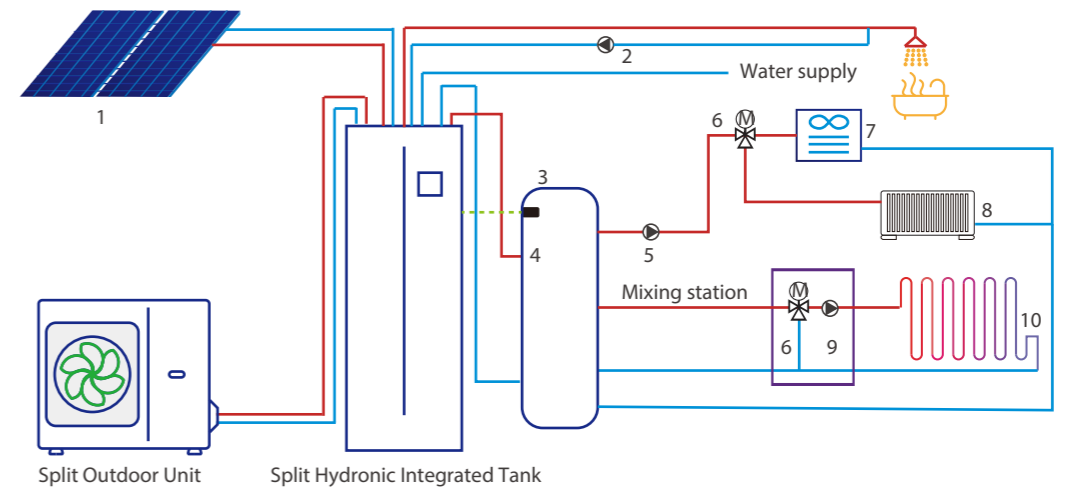 1
2
Water supply
6
M
7
3
8
4
5
Mixing station
M
10
6
9
Split Outdoor Unit
Split Hydronic Integrated Tank